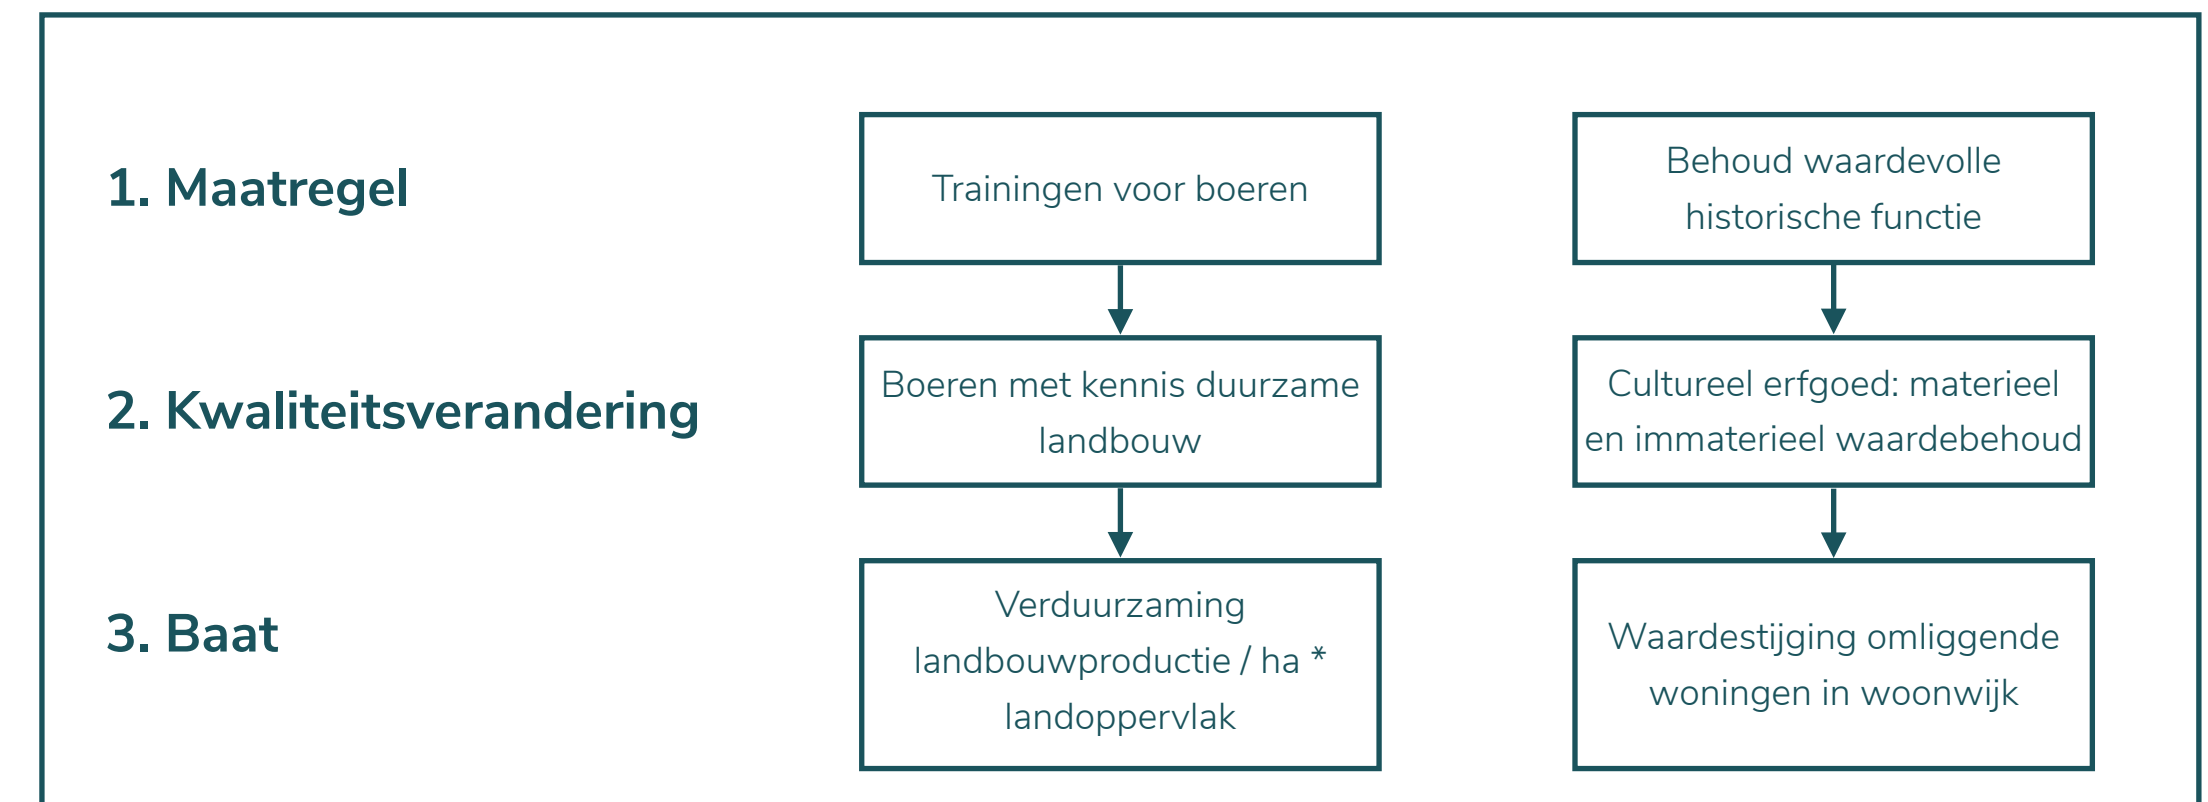 1. Maatregel
Trainingen voor boeren
Behoud waardevolle
historische functie
2. Kwaliteitsverandering
Boeren met kennis duurzame
landbouw
Cultureel erfgoed: materieel
en immaterieel waardebehoud
3. Baat
Verduurzaming
landbouwproductie / ha *
landoppervlak
Waardestijging omliggende
woningen in woonwijk